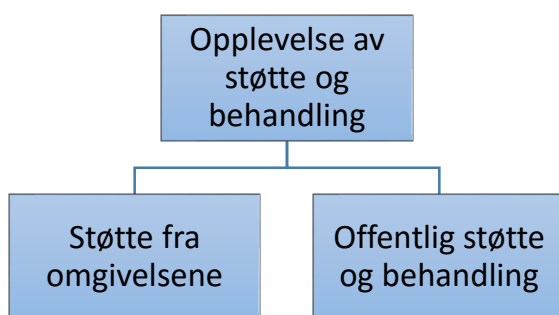 Opplevelse av
støtte og
behandling
Støtte fra
omgivelsene
Offentlig støtte
og behandling